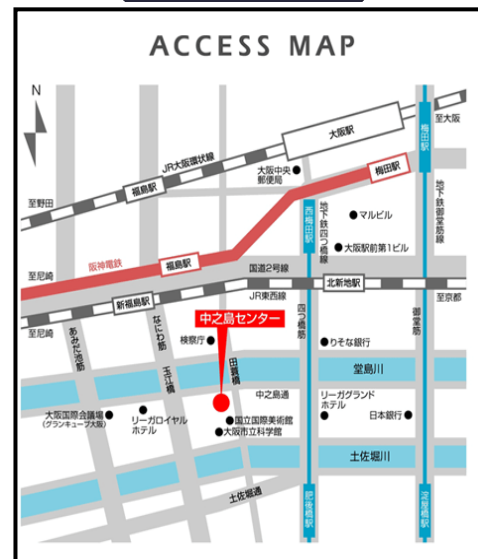 ACCESS MAP
N
至大阪
大阪駅
梅田駅
JR大阪環状線
大阪中央
郵便局
福島駅
梅田駅
至野田
西梅田駅
地下鉄四つ橋線
マルビル
地下鉄御堂筋線
大阪駅前第1ビル
阪神電鉄
福島駅
至尼崎
国道2号線
北新地駅
JR東西線
新福島駅
至尼崎
至京都
中之島センター
あみだ池筋
なにわ筋
四つ橋筋
御堂筋
検察庁
田蓑橋
りそな銀行
玉江橋
堂島川
中之島通
リーガグランド
ホテル
大阪国際会議場
(グランキューブ大阪)
リーガロイヤル
ホテル
国立国際美術館
大阪市立科学館
日本銀行
土佐堀川
土佐堀通
肥後橋駅
淀屋橋駅